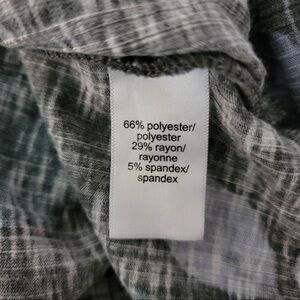 66% polyester/
polyester
29% rayon/
rayonne
5% spandex/
spandex